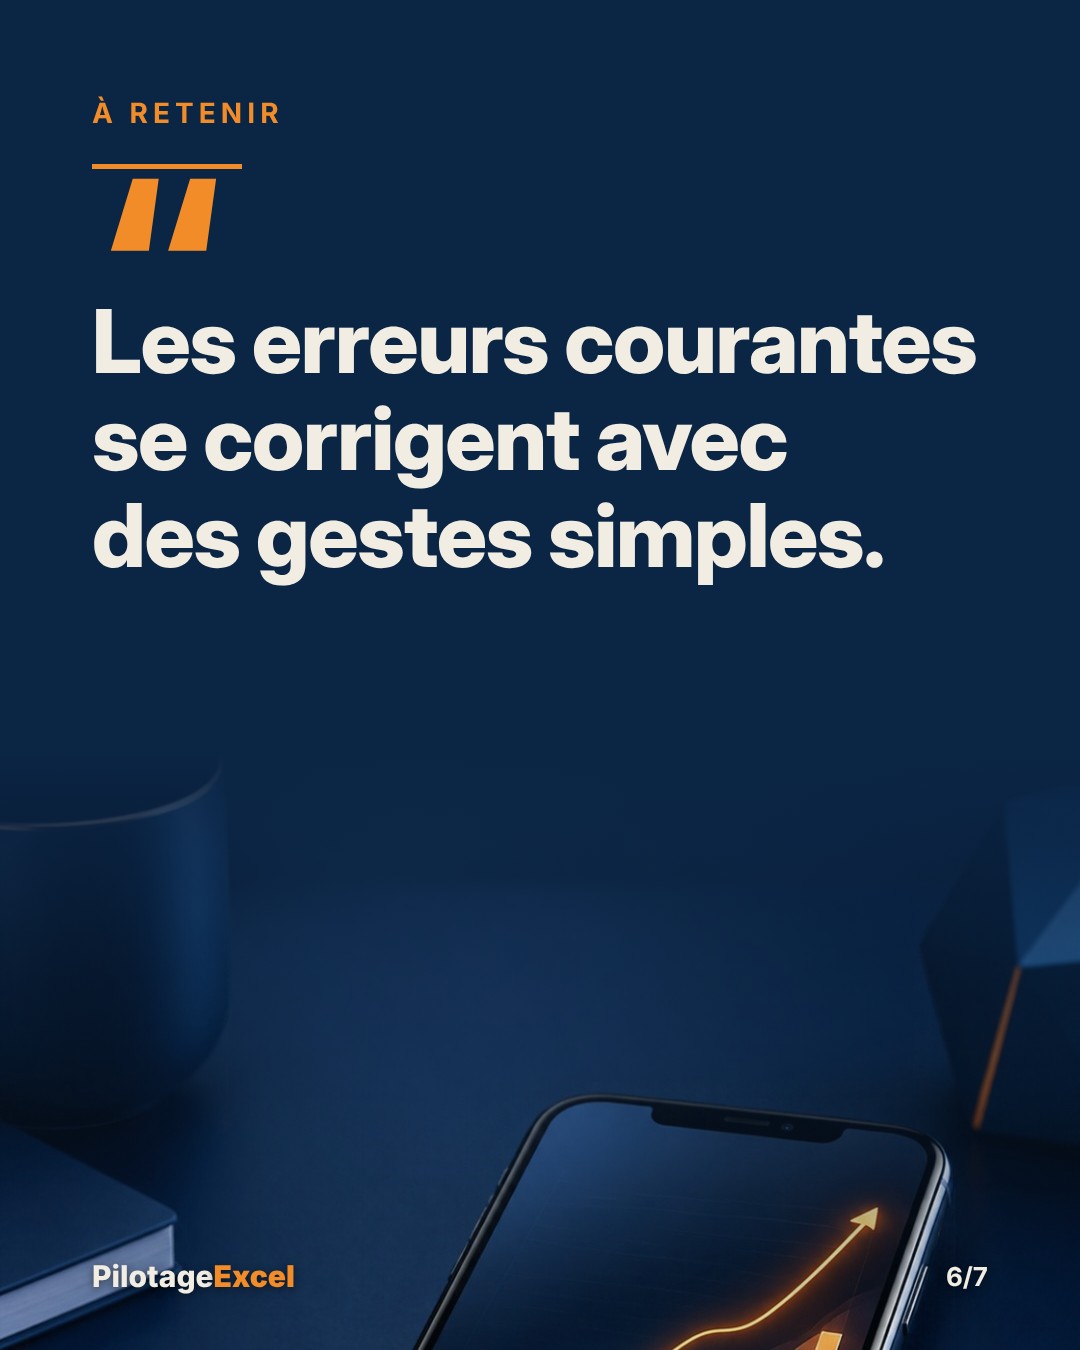 À RETENIR
"
Les erreurs courantes
se corrigent avec
des gestes simples.
PilotageExcel
6/7